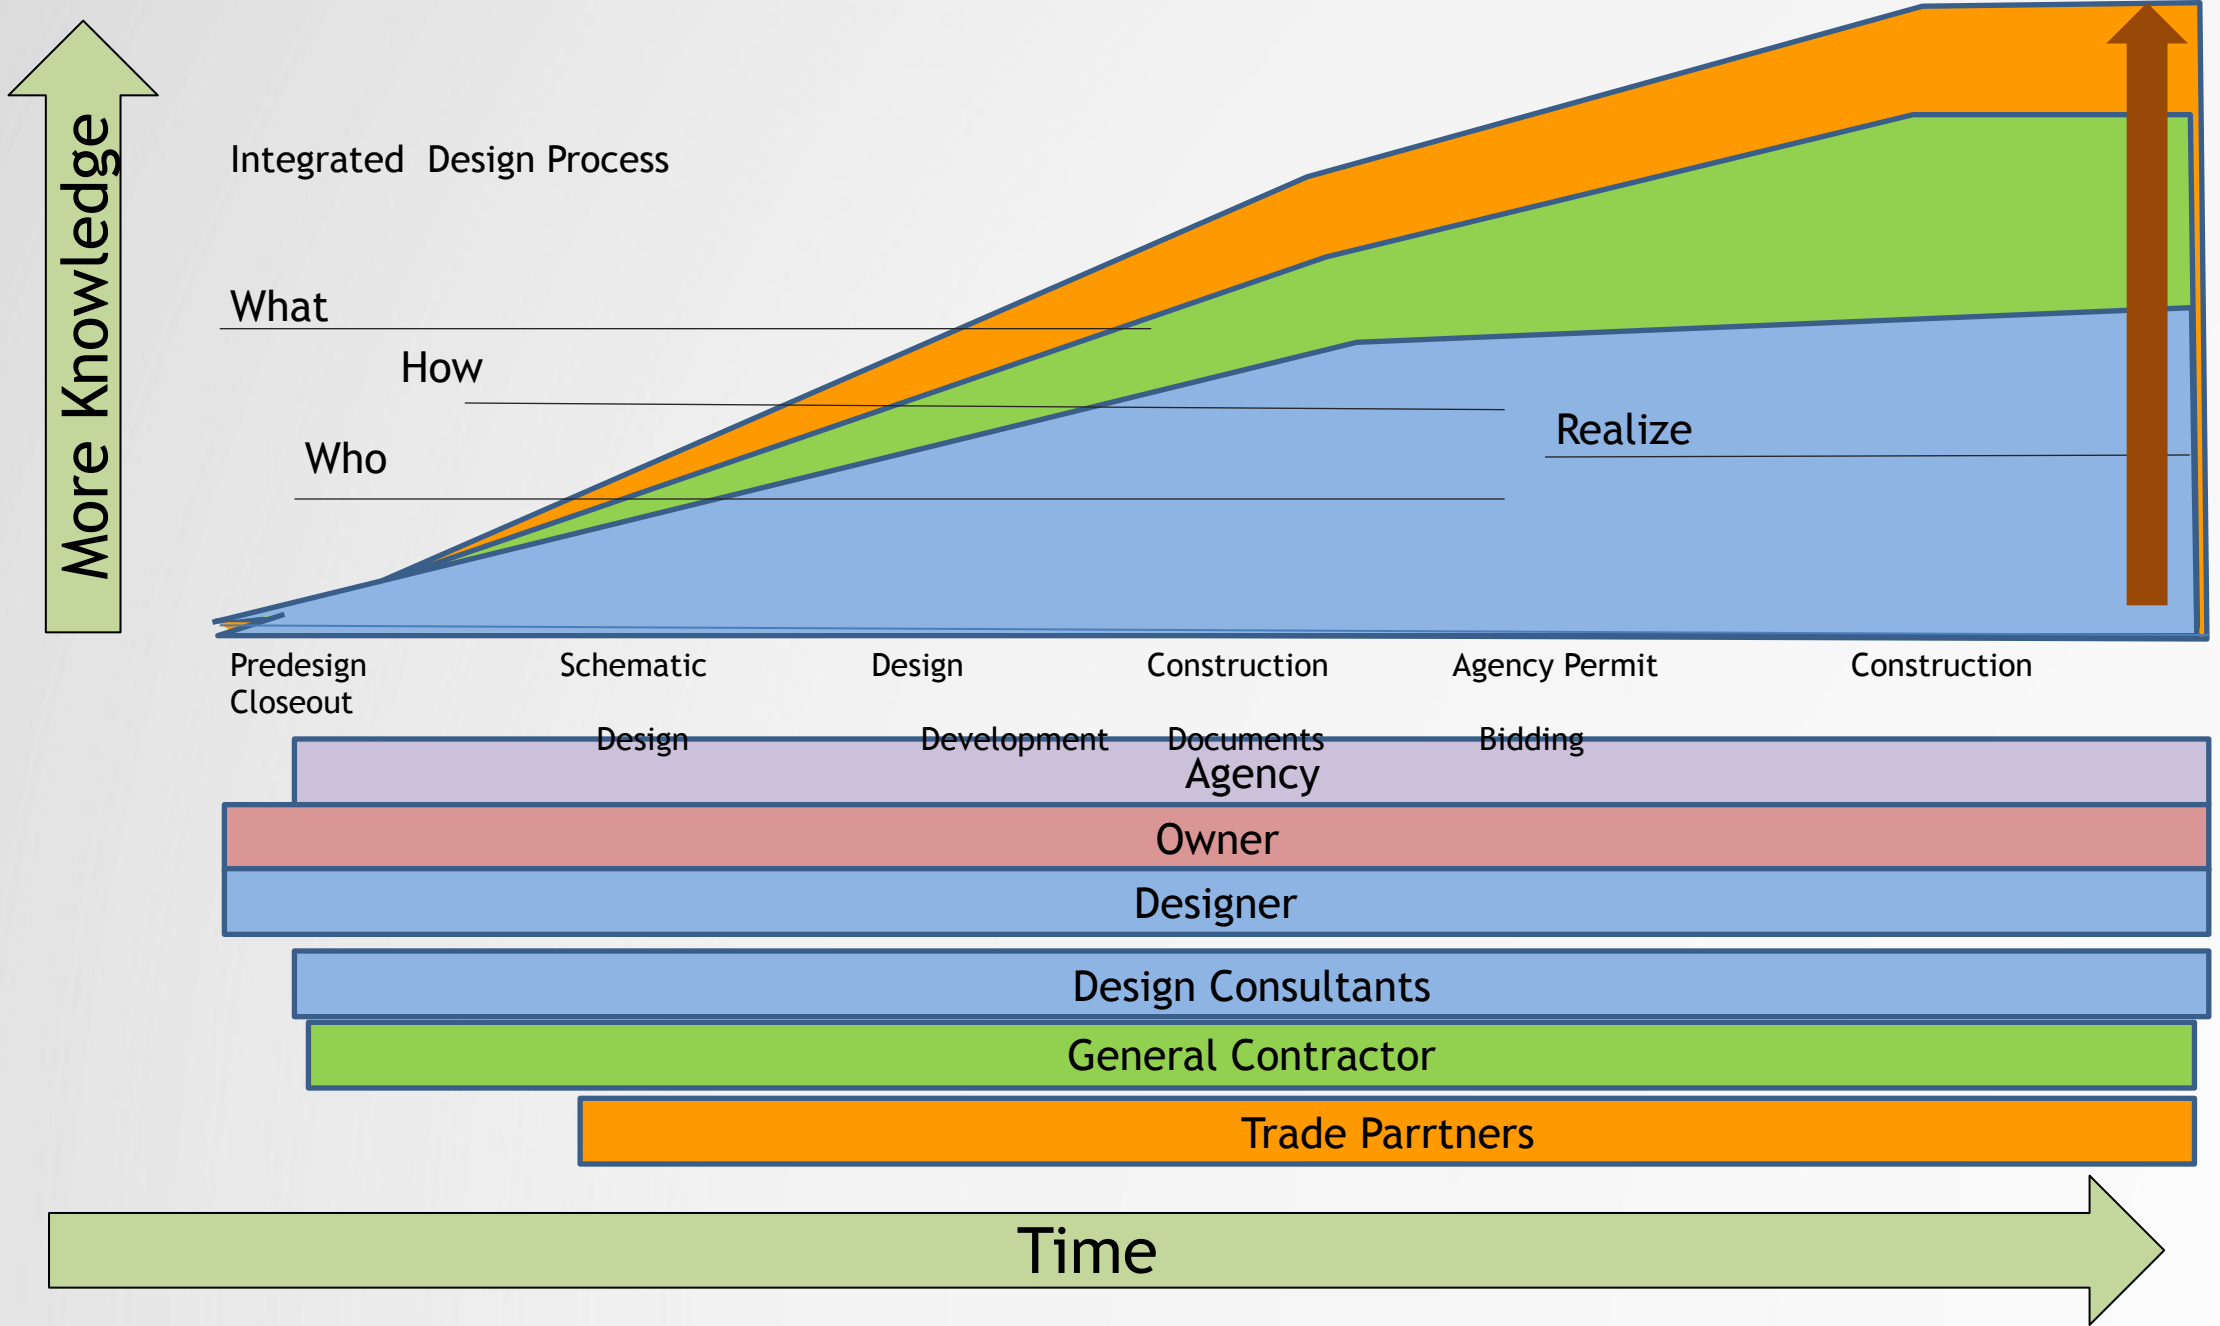 More Knowledge
Integrated  Design Process
What
How
Who
Realize
Predesign Schematic Design Construction Agency Permit Construction
Closeout
Design Development Documents Bidding
Agency
Owner
Designer
Design Consultants
General Contractor
Trade Parrtners
Time